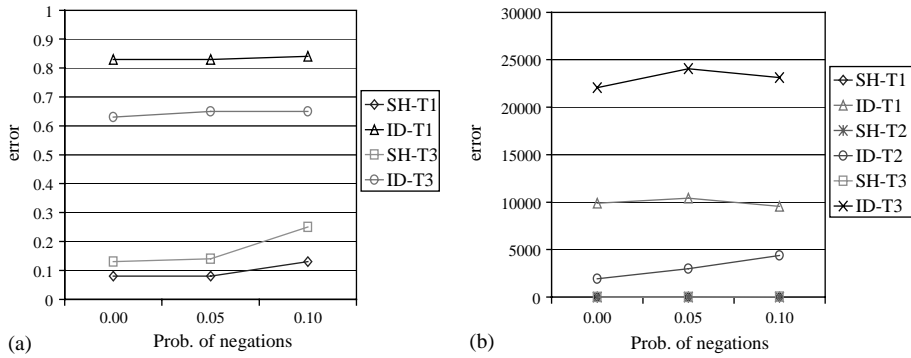 1
0.9
0.8
0.7
0.6
0.5
0.4
0.3
0.2
0.1
0
error
0.00 0.05 0.10
Prob. of negations
(a)
SH-T1
ID-T1
SH-T3
ID-T3
30000
25000
20000
15000
10000
5000
0
error
0.00 0.05 0.10
Prob. of negations
(b)
SH-T1
ID-T1
SH-T2
ID-T2
SH-T3
ID-T3